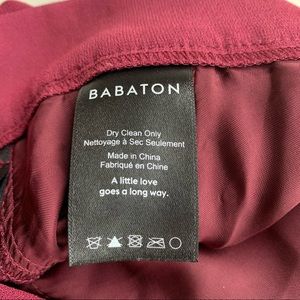 BABATON
Dry Clean Only
Nettoyage à Sec Seulement
Made in China
Fabriqué en Chine
A little love
goes a long way.